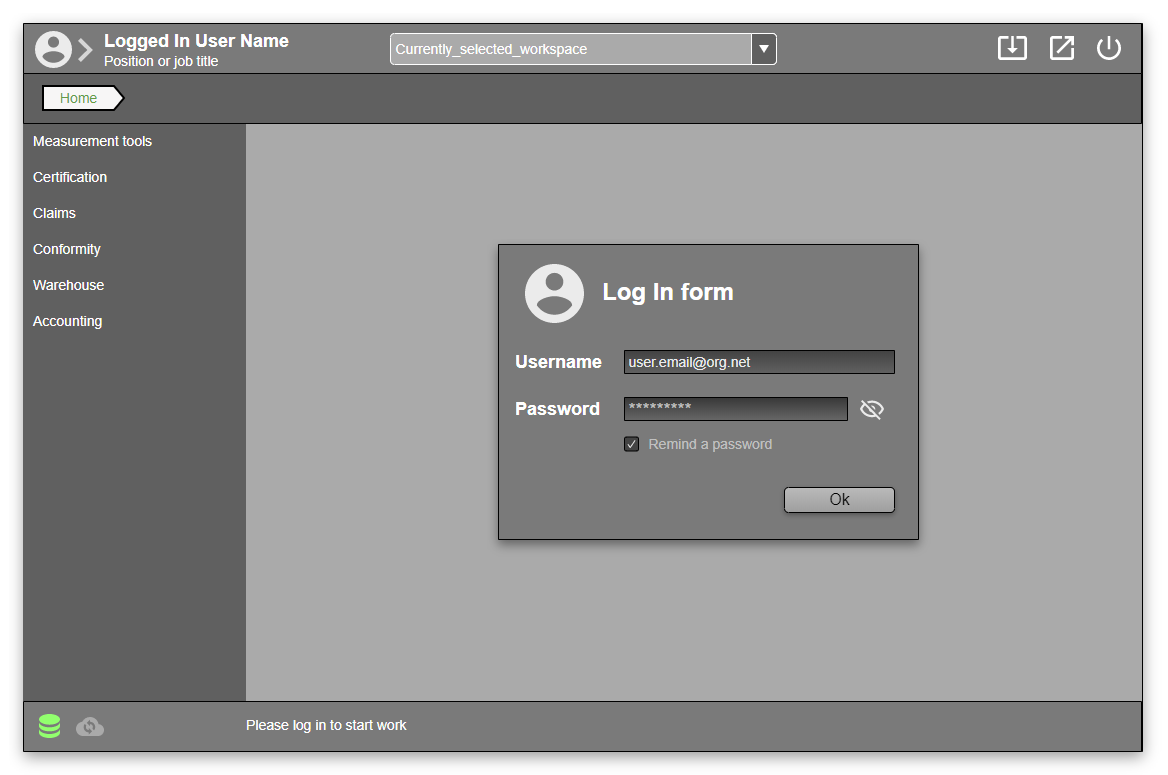 Logged In User Name
Position or job title
Currently_selected_workspace
Home
Measurement tools
Certification
Claims
Conformity
Warehouse
Accounting
Log In form
Username user.email@org.net
Password *********
Remind a password
Ok
Please log in to start work